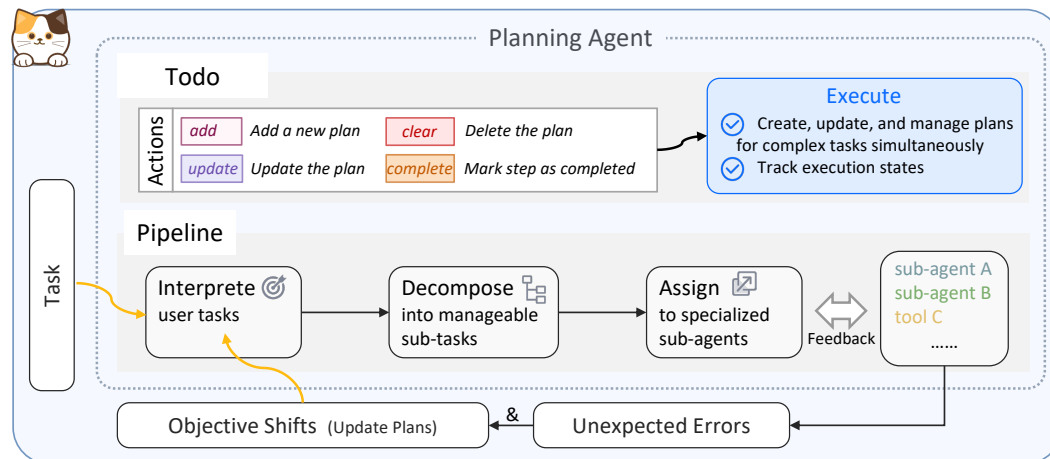 Planning Agent
Todo
Actions
add
Add a new plan
clear
Delete the plan
update
Update the plan
complete
Mark step as completed
Execute
Create, update, and manage plans
for complex tasks simultaneously
Track execution states
Task
Pipeline
Interprete
user tasks
Decompose
into manageable
sub-tasks
Assign
to specialized
sub-agents
Feedback
sub-agent A
sub-agent B
tool C
......
Objective Shifts (Update Plans)
&
Unexpected Errors